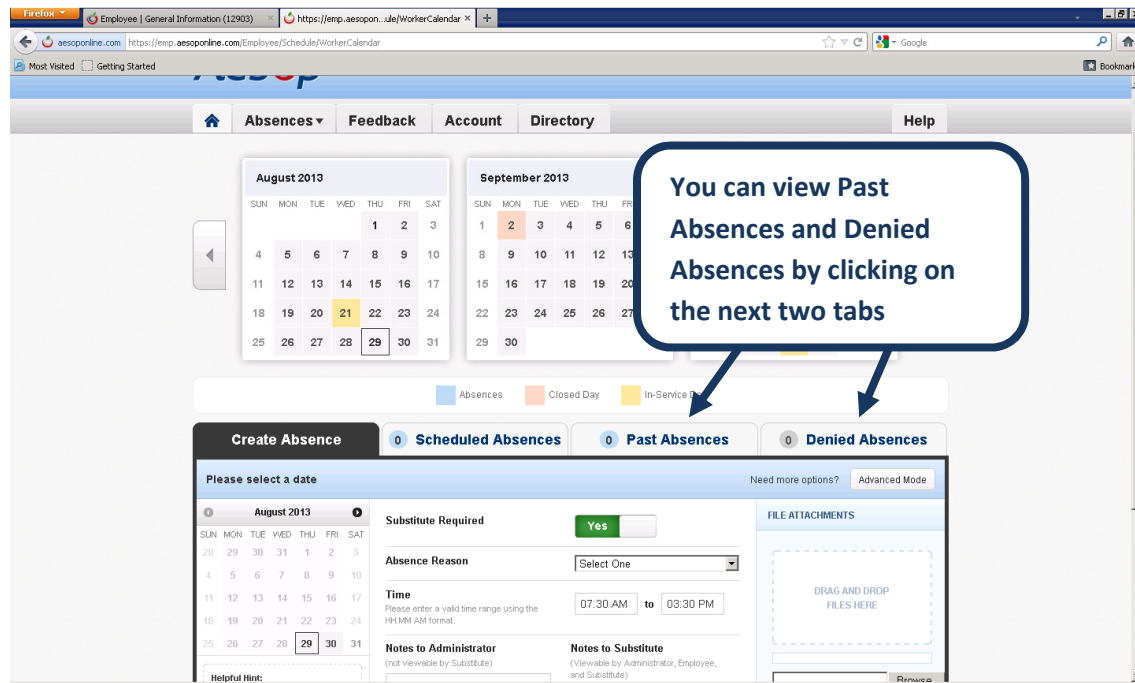 Firefox
Employee | General Information (12903) ×
https://emp.aesopon...ule/WorkerCalendar × +
aesoponline.com https://emp.aesoponline.com/Employee/Schedule/WorkerCalendar
Google
Most Visited Getting Started
Bookmark
Aesop
Absences ▾ Feedback Account Directory Help
August 2013
SUN MON TUE WED THU FRI SAT
1 2 3
4 5 6 7 8 9 10
11 12 13 14 15 16 17
18 19 20 21 22 23 24
25 26 27 28 29 30 31
September 2013
SUN MON TUE WED THU FR
1 2 3 4 5 6
8 9 10 11 12 13
15 16 17 18 19 20
22 23 24 25 26 27
29 30
You can view Past
Absences and Denied
Absences by clicking on
the next two tabs
Absences Closed Day In-Service D
Create Absence 0 Scheduled Absences 0 Past Absences 0 Denied Absences
Please select a date Need more options? Advanced Mode
August 2013
SUN MON TUE WED THU FRI SAT
28 29 30 31 1 2 3
4 5 6 7 8 9 10
11 12 13 14 15 16 17
18 19 20 21 22 23 24
25 26 27 28 29 30 31
Helpful Hint:
Substitute Required Yes
Absence Reason Select One
Time
Please enter a valid time range using the
HH:MM AM format.
07:30 AM to 03:30 PM
Notes to Administrator
(not viewable by Substitute)
Notes to Substitute
(Viewable by Administrator, Employee,
and Substitute)
FILE ATTACHMENTS
DRAG AND DROP
FILES HERE
Browse